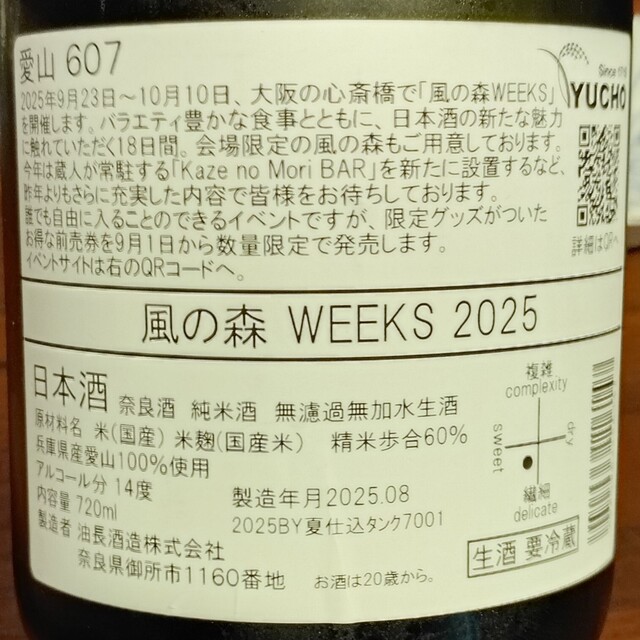 愛山 607
Since 1719
YUCHO
2025年9月23日～10月10日、大阪の心斎橋で「風の森WEEKS」
を開催します。バラエティ豊かな食事とともに、日本酒の新たな魅力
に触れていただく18日間。会場限定の風の森もご用意しております。
今年は蔵人が常駐する「Kaze no Mori BAR」を新たに設置するなど、
昨年よりもさらに充実した内容で皆様をお待ちしております。
誰でも自由に入ることのできるイベントですが、限定グッズがついた
お得な前売券を9月1日から数量限定で発売します。
イベントサイトは右のQRコードへ。
詳細はQRへ
風の森 WEEKS 2025
日本酒 奈良酒 純米酒 無濾過無加水生酒
原材料名 米(国産) 米麹(国産米) 精米歩合60%
兵庫県産愛山100%使用
アルコール分 14度
内容量 720ml
製造年月2025.08
2025BY夏仕込タンク7001
製造者 油長酒造株式会社
奈良県御所市1160番地
お酒は20歳から。
複雑
complexity
dry
sweet
繊細
delicate
生酒 要冷蔵